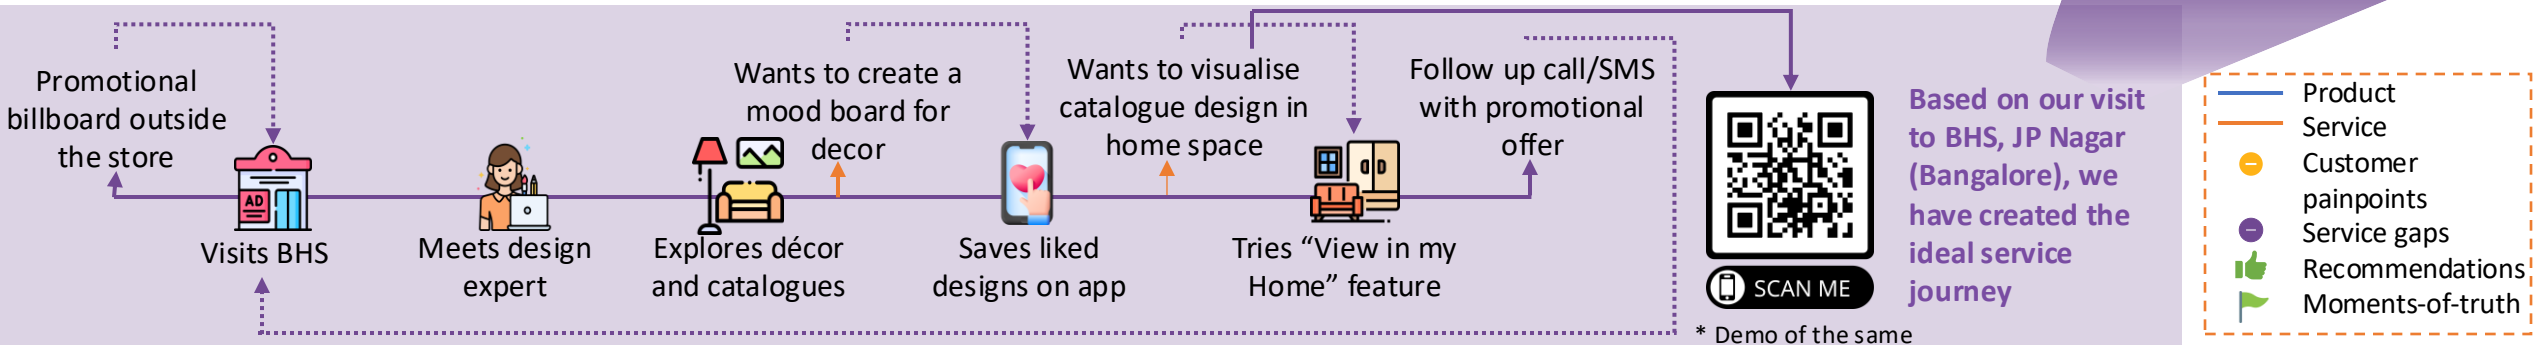 Promotional
billboard outside
the store
AD
Visits BHS
Meets design
expert
Wants to create a
mood board for
decor
Explores décor
and catalogues
Saves liked
designs on app
Wants to visualise
catalogue design in
home space
Tries “View in my
Home” feature
Follow up call/SMS
with promotional
offer
SCAN ME
* Demo of the same
Based on our visit
to BHS, JP Nagar
(Bangalore), we
have created the
ideal service
journey
Product
Service
Customer
painpoints
Service gaps
Recommendations
Moments-of-truth